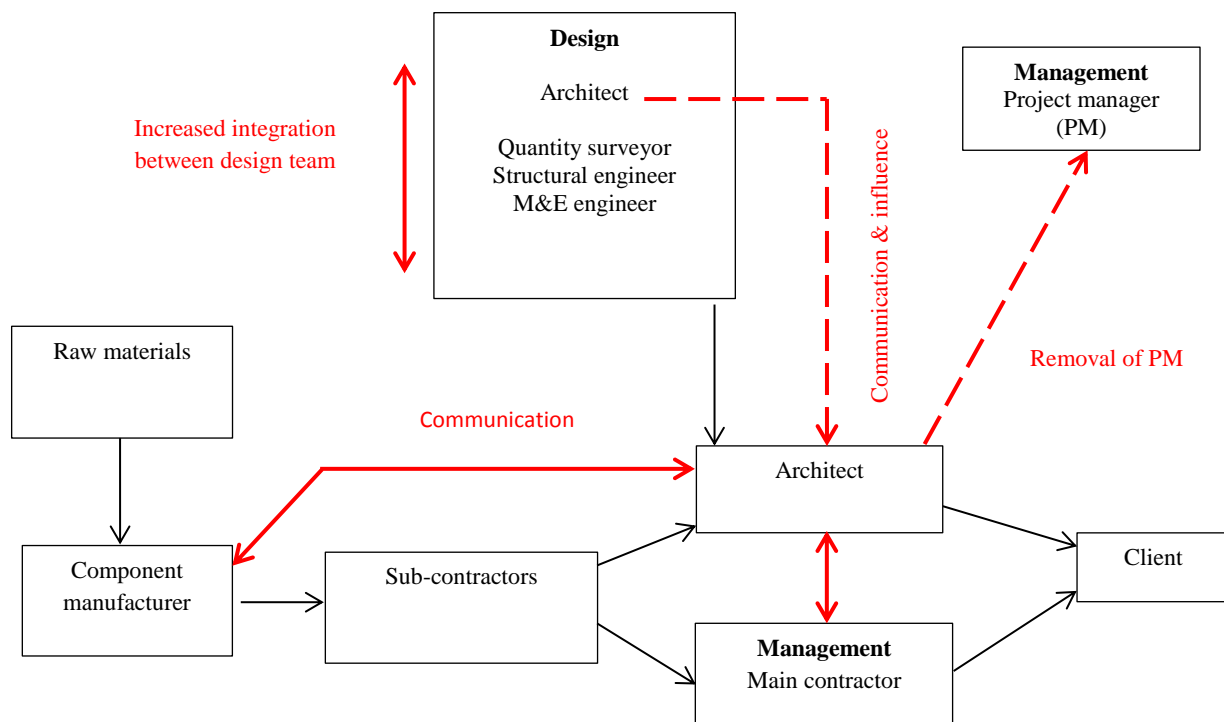 Design
Architect
Quantity surveyor
Structural engineer
M&E engineer
Increased integration
between design team
Management
Project manager
(PM)
Communication & influence
Removal of PM
Raw materials
Communication
Architect
Component
manufacturer
Sub-contractors
Client
Management
Main contractor